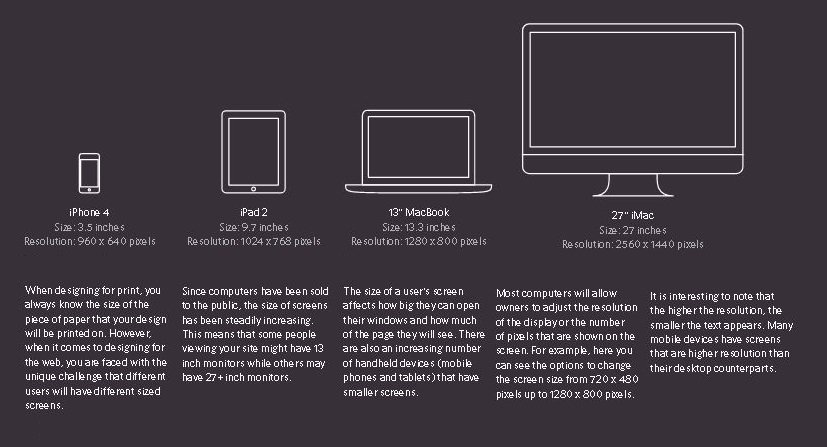 iPhone 4
Size: 3.5 inches
Resolution: 960 x 640 pixels
iPad 2
Size: 9.7 inches
Resolution: 1024 x 768 pixels
13" MacBook
Size: 13.3 inches
Resolution: 1280 x 800 pixels
27" iMac
Size: 27 inches
Resolution: 2560 x 1440 pixels
When designing for print, you
always know the size of the
piece of paper that your design
will be printed on. However,
when it comes to designing for
the web, you are faced with the
unique challenge that different
users will have different sized
screens.
Since computers have been sold
to the public, the size of screens
has been steadily increasing.
This means that some people
viewing your site might have 13
inch monitors while others may
have 27+ inch monitors.
The size of a user's screen
affects how big they can open
their windows and how much
of the page they will see. There
are also an increasing number
of handheld devices (mobile
phones and tablets) that have
smaller screens.
Most computers will allow
owners to adjust the resolution
of the display or the number
of pixels that are shown on the
screen. For example, here you
can see the options to change
the screen size from 720 x 480
pixels up to 1280 x 800 pixels.
It is interesting to note that
the higher the resolution, the
smaller the text appears. Many
mobile devices have screens
that are higher resolution than
their desktop counterparts.